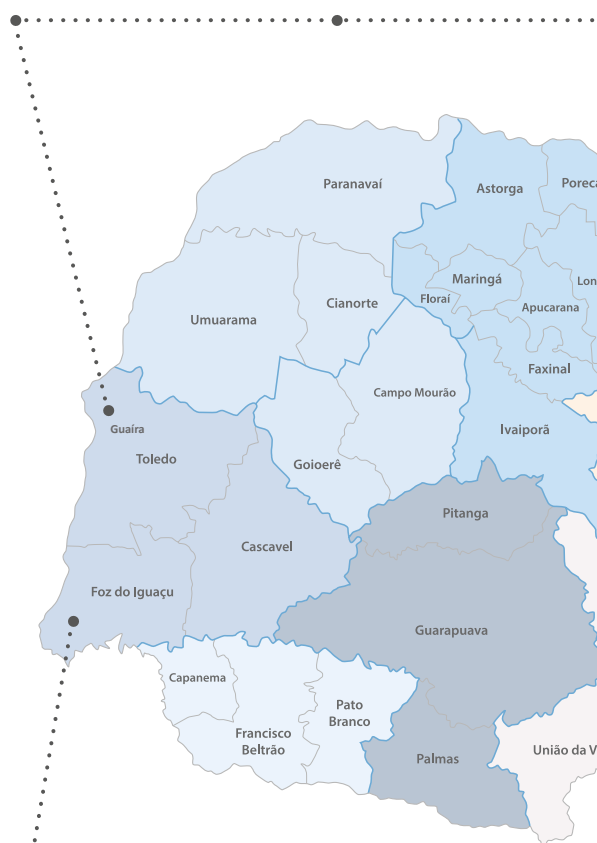 Paranavaí
Astorga
Poreca
Maringá
Lon
Floraí
Cianorte
Apucarana
Umuarama
Faxinal
Campo Mourão
Guaíra
Ivaiporã
Toledo
Goioerê
Pitanga
Cascavel
Foz do Iguaçu
Guarapuava
Capanema
Pato
Branco
Francisco
Beltrão
União da V
Palmas